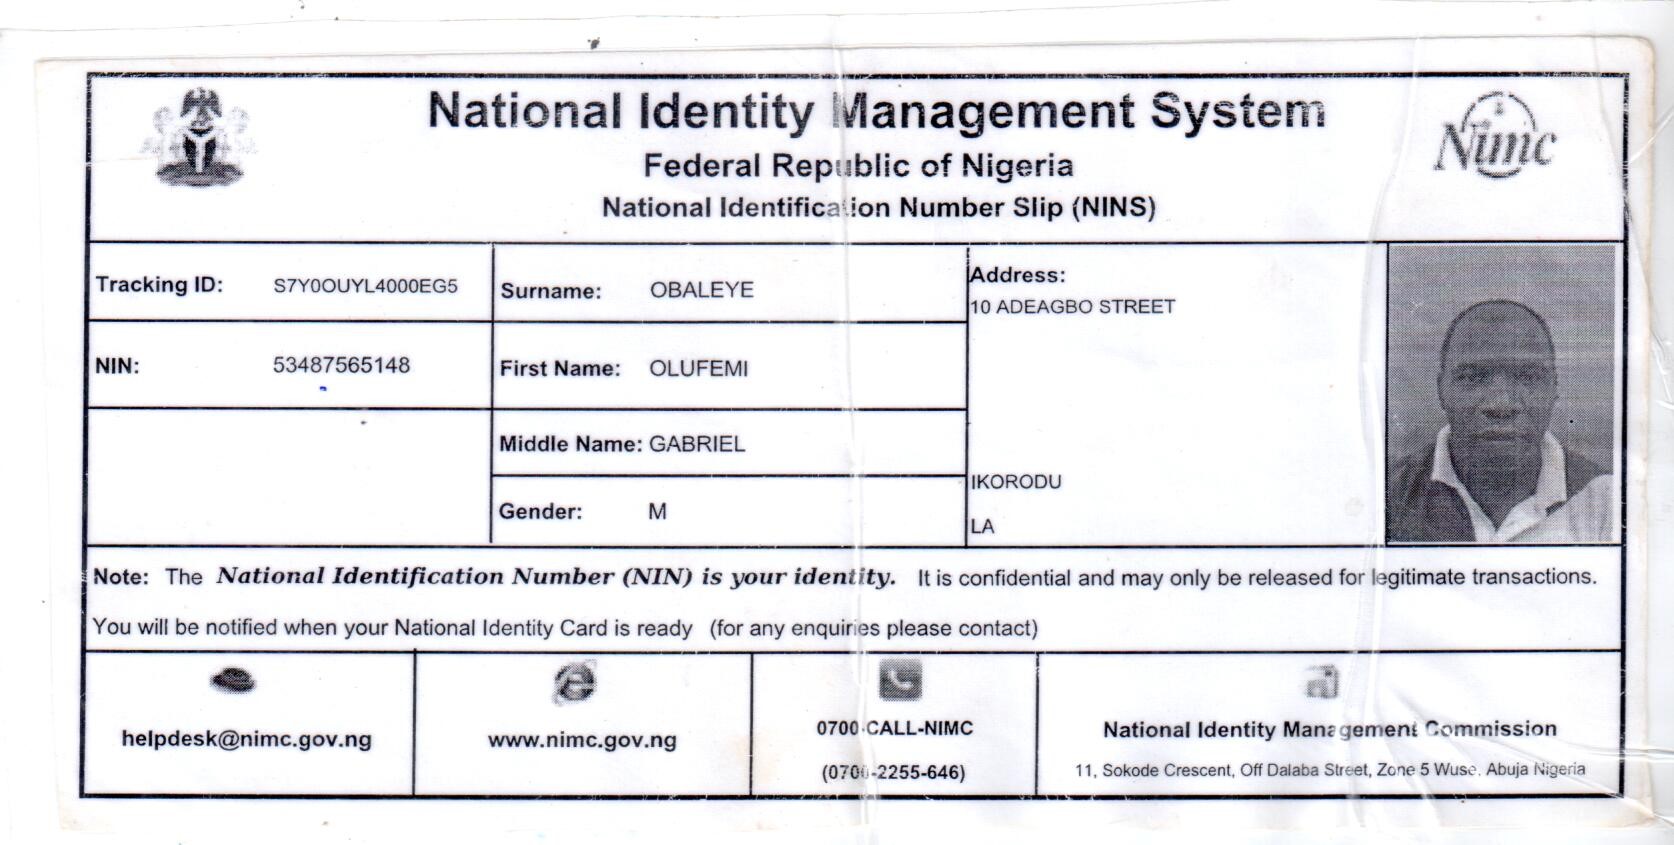 National Identity Management System
Federal Republic of Nigeria
National Identification Number Slip (NINS)
Nimc
Tracking ID: S7Y0OUYL4000EG5
Surname: OBALEYE
Address:
10 ADEAGBO STREET
NIN: 53487565148
First Name: OLUFEMI
Middle Name: GABRIEL
IKORODU
Gender: M
LA
Note: The National Identification Number (NIN) is your identity. It is confidential and may only be released for legitimate transactions.
You will be notified when your National Identity Card is ready (for any enquiries please contact)
helpdesk@nimc.gov.ng
www.nimc.gov.ng
0700-CALL-NIMC
(0700-2255-646)
National Identity Management Commission
11, Sokode Crescent, Off Dalaba Street, Zone 5 Wuse, Abuja Nigeria